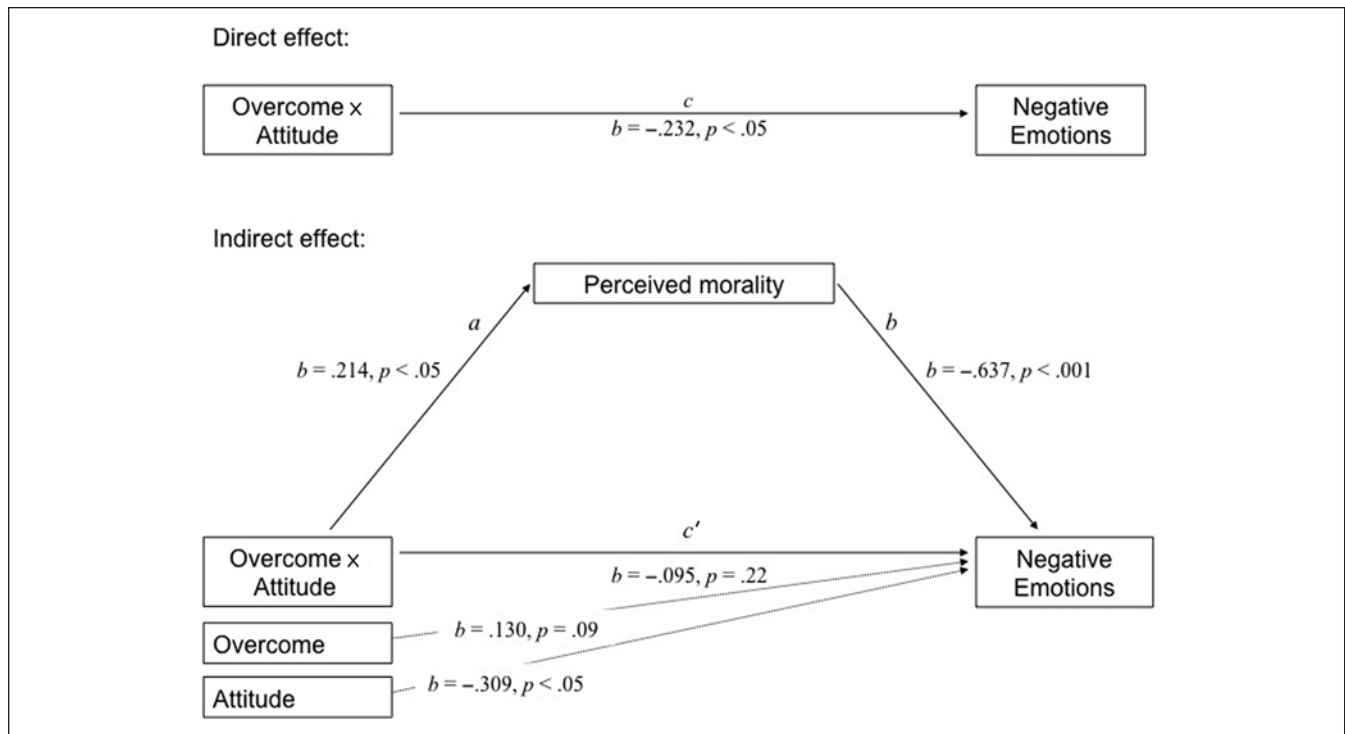 Direct effect:
Overcome ×
Attitude
c
b = –.232, p < .05
Negative
Emotions
Indirect effect:
Perceived morality
a
b = .214, p < .05
b
b = –.637, p < .001
Overcome ×
Attitude
c′
b = –.095, p = .22
Negative
Emotions
Overcome
b = .130, p = .09
Attitude
b = –.309, p < .05